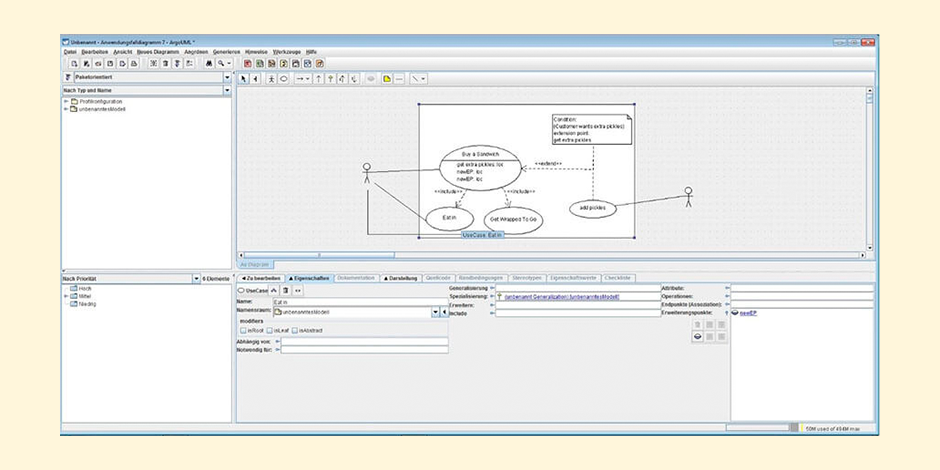 Unbenannt - Anwendungsfalldiagramm 7 - ArgoUML *
Datei Bearbeiten Ansicht Neues Diagramm Anordnen Generieren Hinweise Werkzeuge Hilfe
Paketorientiert
Nach Typ und Name
Profilkonfiguration
unbenanntesModell
Condition:
{Customer wants extra pickles}
extension point:
get extra pickles
Buy a Sandwich
get extra pickles: loc
newEP: loc
newEP: loc
<<extend>>
<<include>>
<<include>>
Eat in
Get Wrapped To Go
add pickles
UseCase: Eat in
As Diagram
Nach Priorität
6 Elemente
Hoch
Mittel
Niedrig
Zu bearbeiten
Eigenschaften
Dokumentation
Darstellung
Quellcode
Randbedingungen
Stereotypen
Eigenschaftswerte
Checkliste
UseCase
Name:
Eat in
Namensraum:
unbenanntesModell
modifiers
isRoot isLeaf isAbstract
Abhängig von:
Notwendig für:
Generalisierung
Spezialisierung:
(unbenannt Generalization) [unbenanntesModell]
Erweitern:
Include
Attribute:
Operationen:
Endpunkte (Assoziation):
Erweiterungspunkte:
newEP
50M used of 494M max